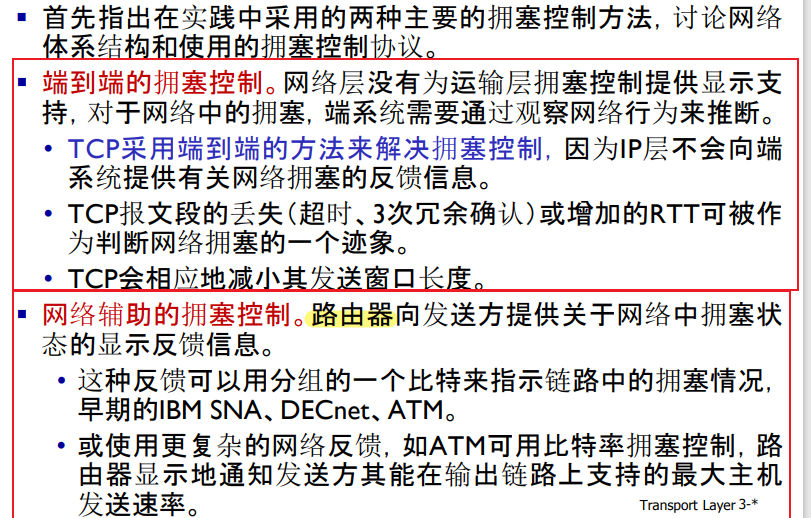 ▪ 首先指出在实践中采用的两种主要的拥塞控制方法，讨论网络
体系结构和使用的拥塞控制协议。
▪ 端到端的拥塞控制。网络层没有为运输层拥塞控制提供显示支
持，对于网络中的拥塞，端系统需要通过观察网络行为来推断。
• TCP采用端到端的方法来解决拥塞控制，因为IP层不会向端
系统提供有关网络拥塞的反馈信息。
• TCP报文段的丢失（超时、3次冗余确认）或增加的RTT可被作
为判断网络拥塞的一个迹象。
• TCP会相应地减小其发送窗口长度。
▪ 网络辅助的拥塞控制。路由器向发送方提供关于网络中拥塞状
态的显示反馈信息。
• 这种反馈可以用分组的一个比特来指示链路中的拥塞情况，
早期的IBM SNA、DECnet、ATM。
• 或使用更复杂的网络反馈，如ATM可用比特率拥塞控制，路
由器显示地通知发送方其能在输出链路上支持的最大主机
发送速率。
Transport Layer 3-*